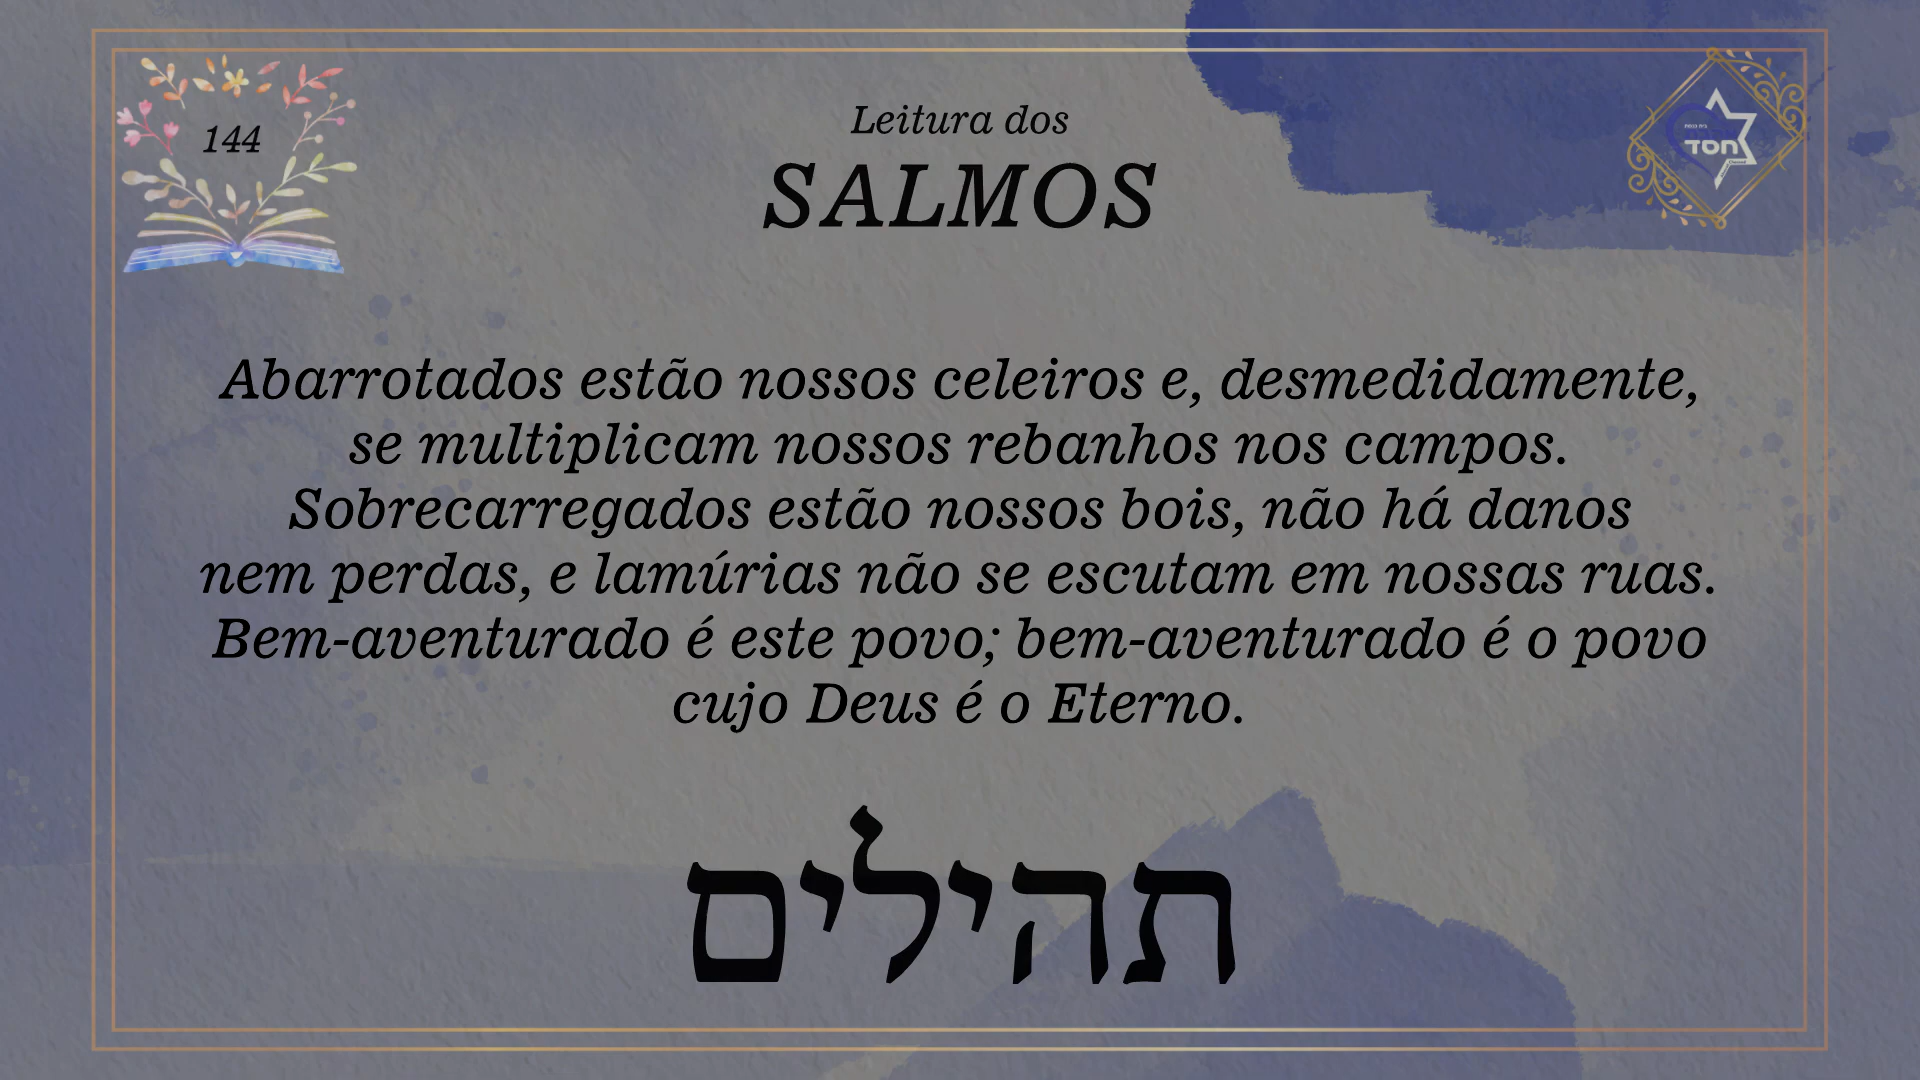 144
Leitura dos
SALMOS
חסד
Abarrotados estão nossos celeiros e, desmedidamente,
se multiplicam nossos rebanhos nos campos.
Sobrecarregados estão nossos bois, não há danos
nem perdas, e lamúrias não se escutam em nossas ruas.
Bem-aventurado é este povo; bem-aventurado é o povo
cujo Deus é o Eterno.
תהילים